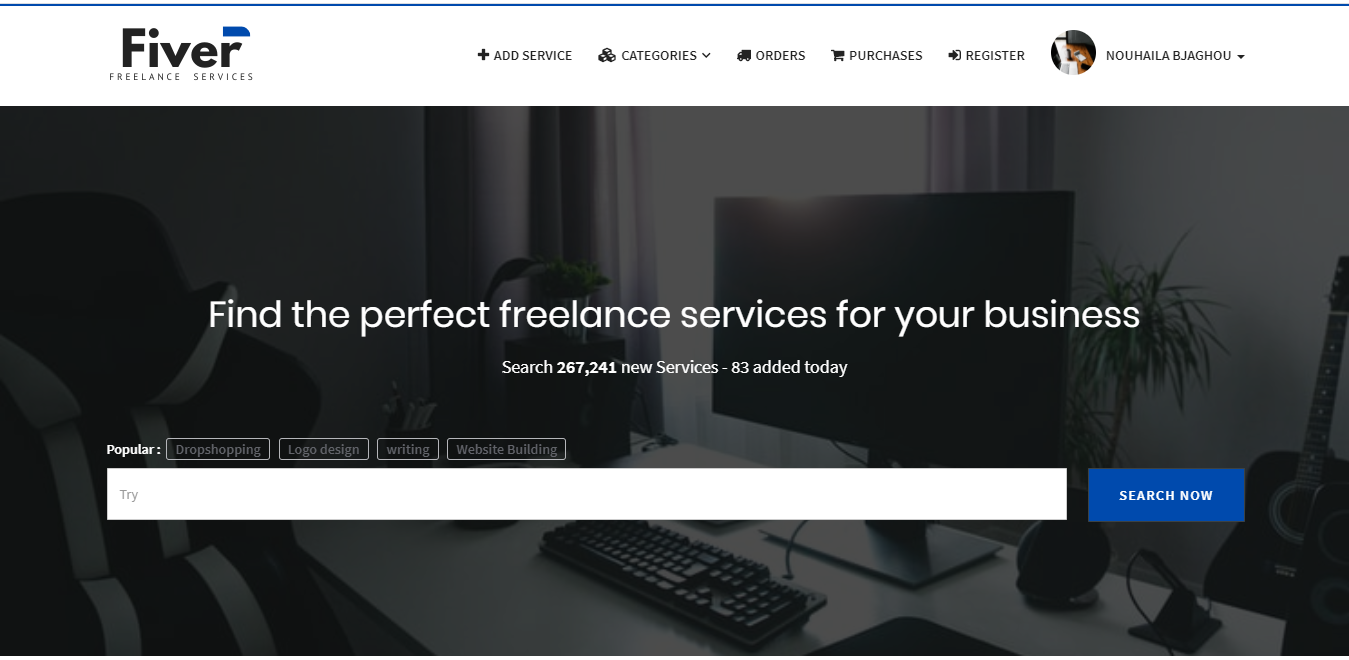 Fiver
FREELANCE SERVICES
ADD SERVICE
CATEGORIES
ORDERS
PURCHASES
REGISTER
NOUHAILA BJAGHOU
Find the perfect freelance services for your business
Search 267,241 new Services - 83 added today
Popular : Dropshopping Logo design writing Website Building
Try
SEARCH NOW